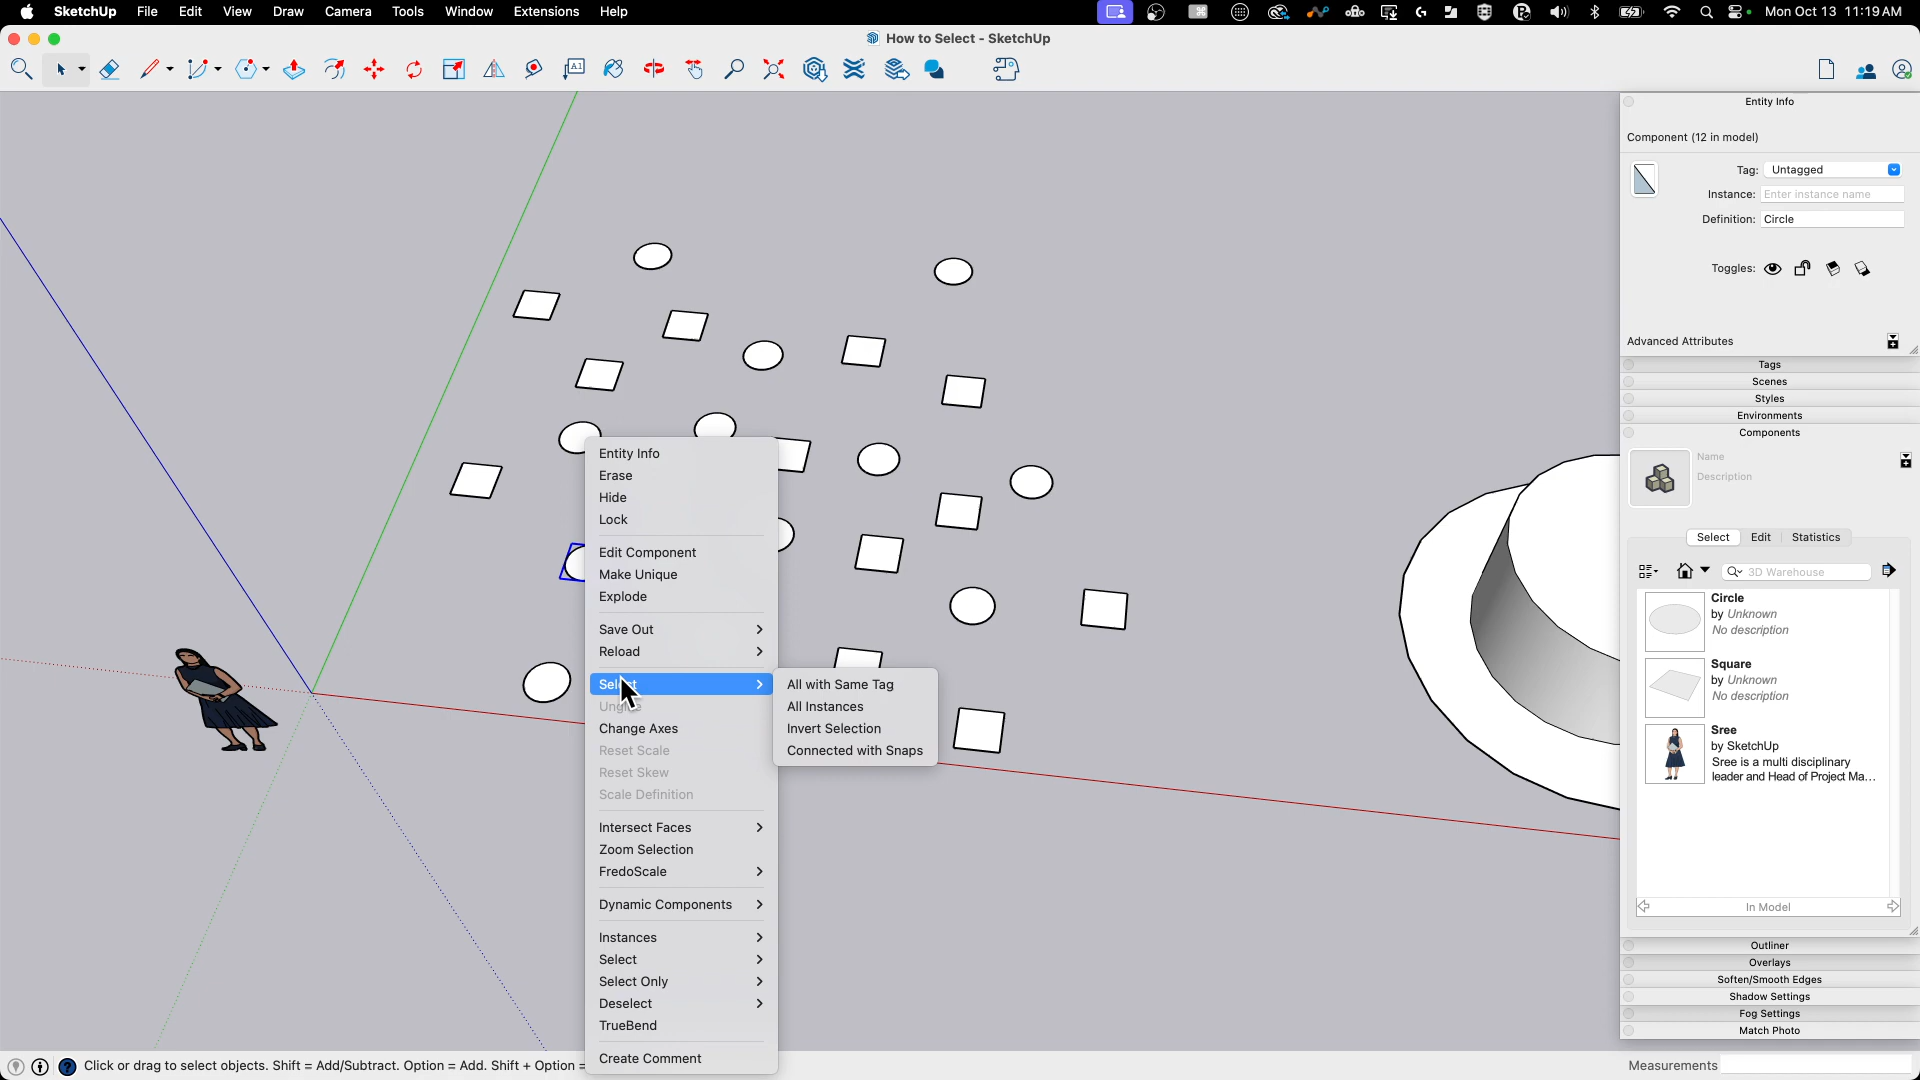 SketchUp File Edit View Draw Camera Tools Window Extensions Help Mon Oct 13 11:19 AM
How to Select - SketchUp
A1
Entity Info
Component (12 in model)
Tag: Untagged
Instance: Enter instance name
Definition: Circle
Toggles:
Advanced Attributes
Tags
Scenes
Styles
Environments
Components
Name
Description
Select Edit Statistics
3D Warehouse
Circle
by Unknown
No description
Square
by Unknown
No description
Sree
by SketchUp
Sree is a multi disciplinary
leader and Head of Project Ma...
In Model
Outliner
Overlays
Soften/Smooth Edges
Shadow Settings
Fog Settings
Match Photo
Entity Info
Erase
Hide
Lock
Edit Component
Make Unique
Explode
Save Out
Reload
Select
Change Axes
Reset Scale
Reset Skew
Scale Definition
Intersect Faces
Zoom Selection
FredoScale
Dynamic Components
Instances
Select
Select Only
Deselect
TrueBend
Create Comment
All with Same Tag
All Instances
Invert Selection
Connected with Snaps
Click or drag to select objects. Shift = Add/Subtract. Option = Add. Shift + Option =
Measurements